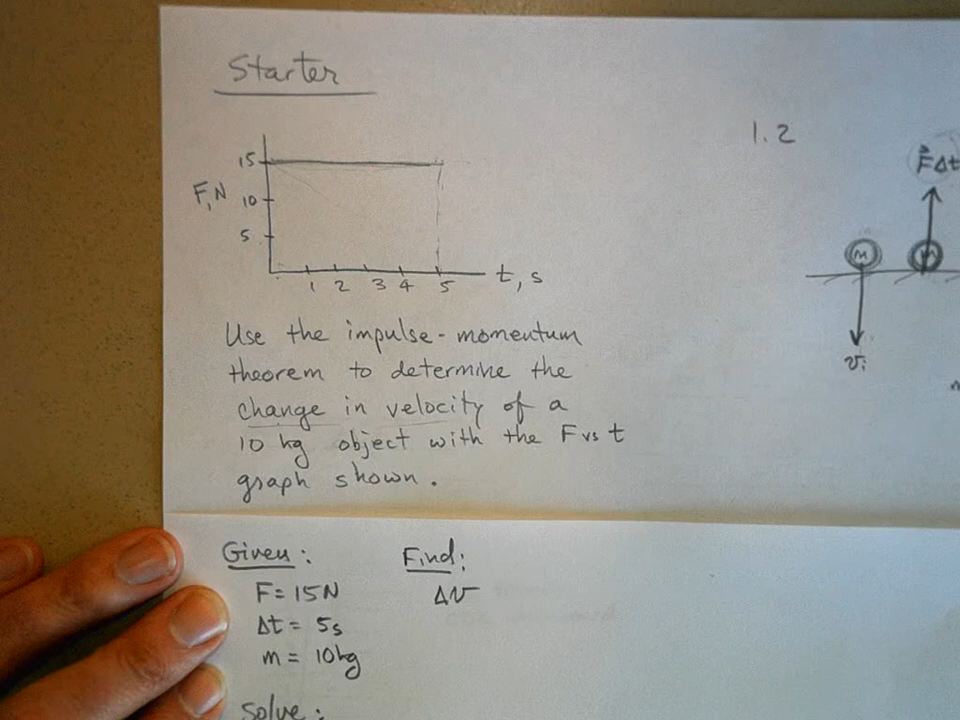 Starter
15
F, N 10
5
1 2 3 4 5 t, s
Use the impulse-momentum
theorem to determine the
change in velocity of a
10 kg object with the F vs t
graph shown.
Given: Find:
F = 15N Δv
Δt = 5s
m = 10kg
Solve:
1.2
F⃗Δt
M M
vi